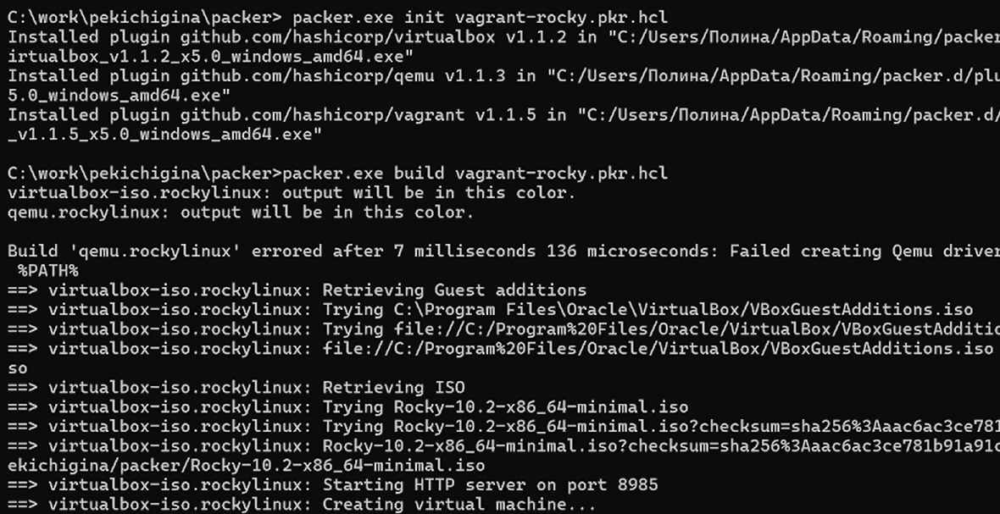 C:\work\pekichigina\packer> packer.exe init vagrant-rocky.pkr.hcl
Installed plugin github.com/hashicorp/virtualbox v1.1.2 in "C:/Users/Полина/AppData/Roaming/packer
irtualbox_v1.1.2_x5.0_windows_amd64.exe"
Installed plugin github.com/hashicorp/qemu v1.1.3 in "C:/Users/Полина/AppData/Roaming/packer.d/plu
5.0_windows_amd64.exe"
Installed plugin github.com/hashicorp/vagrant v1.1.5 in "C:/Users/Полина/AppData/Roaming/packer.d/
_v1.1.5_x5.0_windows_amd64.exe"
C:\work\pekichigina\packer>packer.exe build vagrant-rocky.pkr.hcl
virtualbox-iso.rockylinux: output will be in this color.
qemu.rockylinux: output will be in this color.
Build 'qemu.rockylinux' errored after 7 milliseconds 136 microseconds: Failed creating Qemu driver
%PATH%
==> virtualbox-iso.rockylinux: Retrieving Guest additions
==> virtualbox-iso.rockylinux: Trying C:\Program Files\Oracle\VirtualBox/VBoxGuestAdditions.iso
==> virtualbox-iso.rockylinux: Trying file://C:/Program%20Files/Oracle/VirtualBox/VBoxGuestAdditio
==> virtualbox-iso.rockylinux: file://C:/Program%20Files/Oracle/VirtualBox/VBoxGuestAdditions.iso
so
==> virtualbox-iso.rockylinux: Retrieving ISO
==> virtualbox-iso.rockylinux: Trying Rocky-10.2-x86_64-minimal.iso
==> virtualbox-iso.rockylinux: Trying Rocky-10.2-x86_64-minimal.iso?checksum=sha256%3Aaac6ac3ce781
==> virtualbox-iso.rockylinux: Rocky-10.2-x86_64-minimal.iso?checksum=sha256%3Aaac6ac3ce781b91a91c
ekichigina/packer/Rocky-10.2-x86_64-minimal.iso
==> virtualbox-iso.rockylinux: Starting HTTP server on port 8985
==> virtualbox-iso.rockylinux: Creating virtual machine...